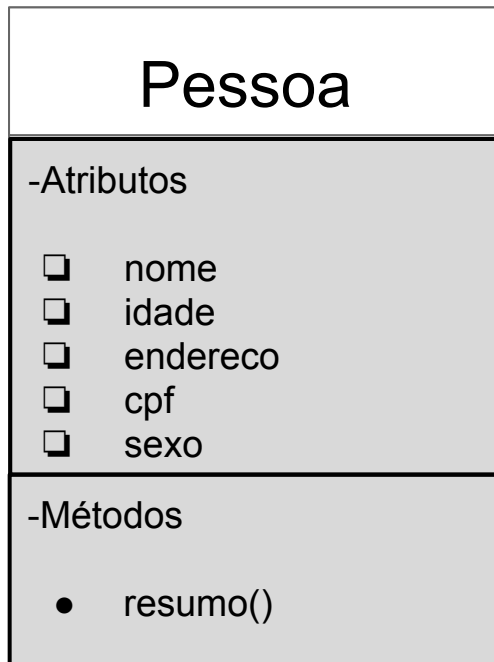 Pessoa
-Atributos
❏ nome
❏ idade
❏ endereco
❏ cpf
❏ sexo
-Métodos
● resumo()